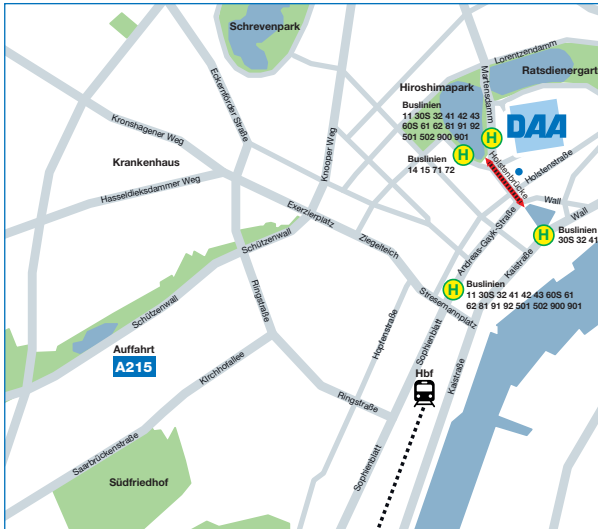 Schrevenpark
Lorentzendamm
Ratsdienergart
Eckernförder Straße
Hiroshimapark
Martensdamm
Buslinien
11 30S 32 41 42 43
60S 61 62 81 91 92
501 502 900 901
H
DAA
Kronshagener Weg
Knooper Weg
Krankenhaus
H
Buslinien
14 15 71 72
Holstenbrücke
Holstenstraße
Hasseldieksdammer Weg
Exerzierplatz
Wall
Wall
Ziegelteich
Andreas-Gayk-Straße
Schützenwall
H
Buslinien
30S 32 41
Kaistraße
H
Buslinien
11 30S 32 41 42 43 60S 61
62 81 91 92 501 502 900 901
Stresemannplatz
Schützenwall
Ringstraße
Hopfenstraße
Sophienblatt
Auffahrt
A215
Kirchhofallee
Hbf
Kaistraße
Ringstraße
Saarbrückenstraße
Sophienblatt
Südfriedhof